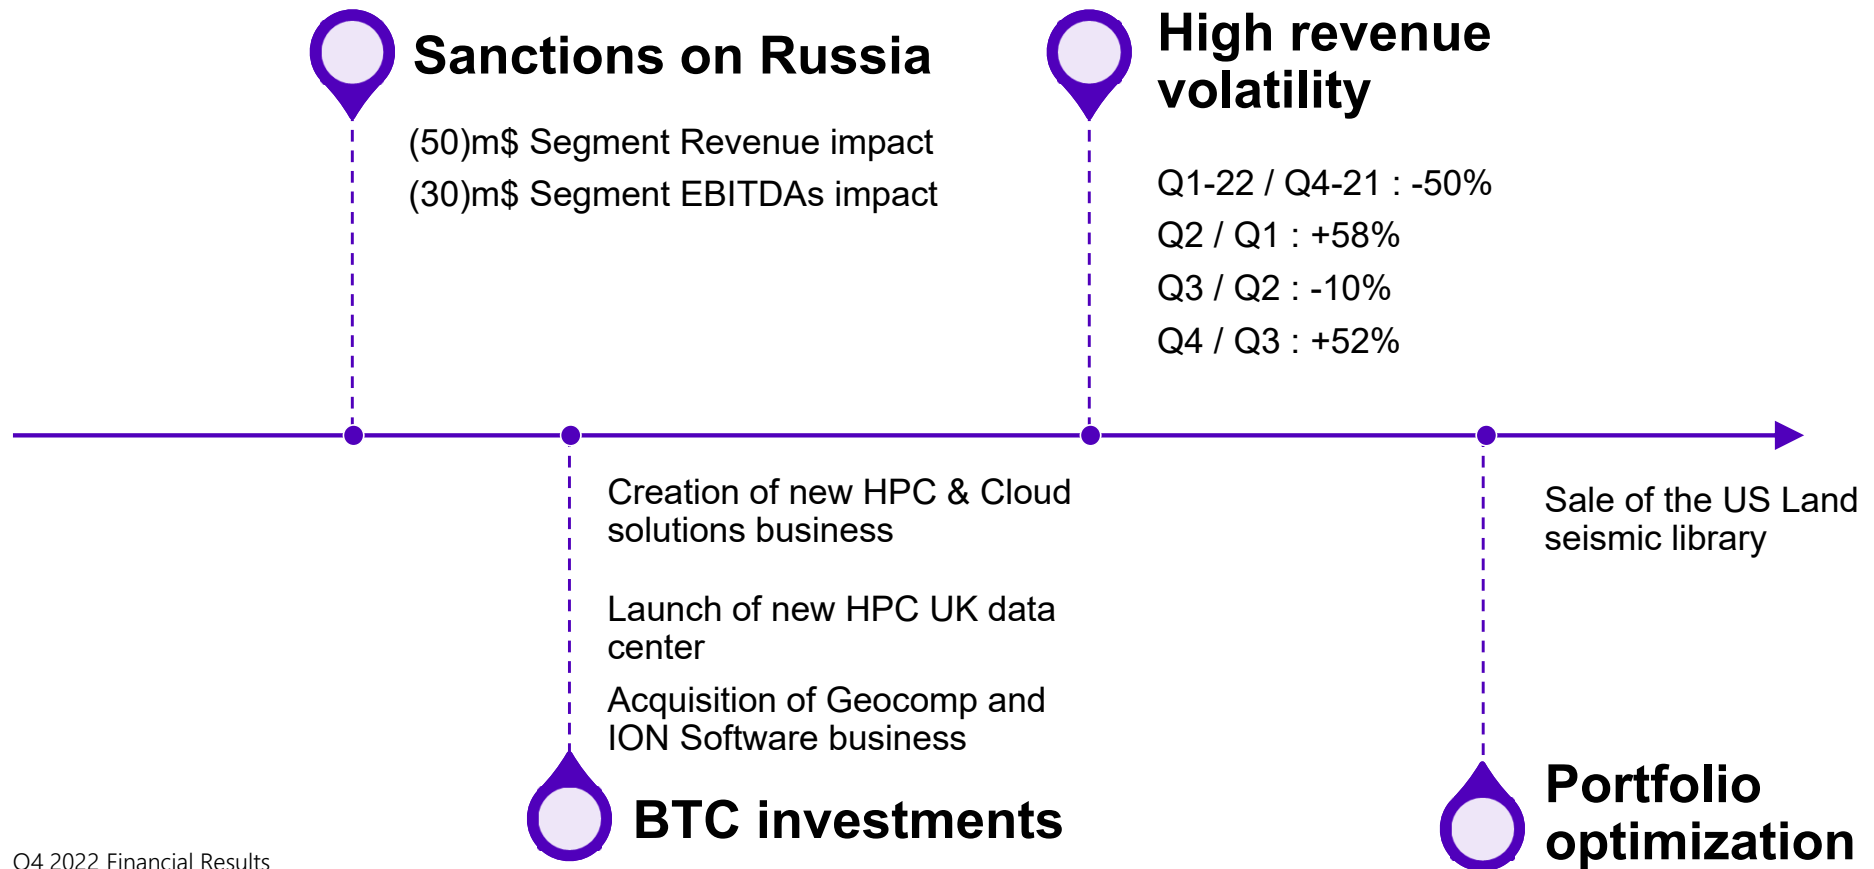 Sanctions on Russia
(50)m$ Segment Revenue impact
(30)m$ Segment EBITDAs impact
High revenue
volatility
Q1-22 / Q4-21 : -50%
Q2 / Q1 : +58%
Q3 / Q2 : -10%
Q4 / Q3 : +52%
Creation of new HPC & Cloud
solutions business
Launch of new HPC UK data
center
Acquisition of Geocomp and
ION Software business
BTC investments
Sale of the US Land
seismic library
Portfolio
optimization
Q4 2022 Financial Results